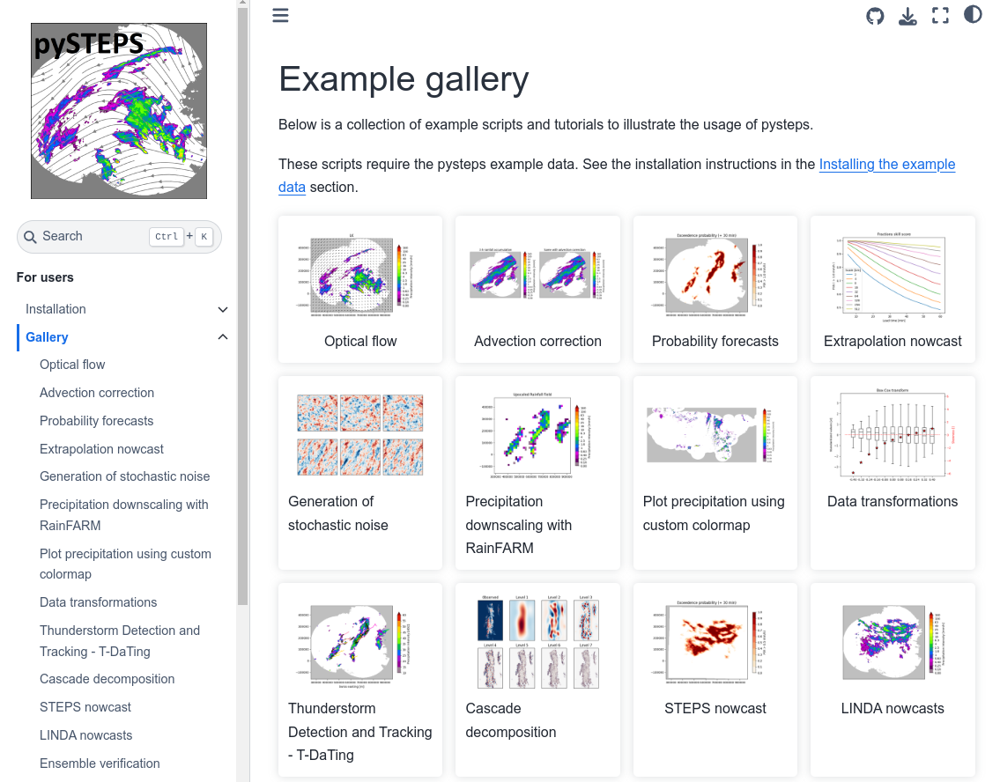 pySTEPS
Search
Ctrl + K
For users
Installation
Gallery
Optical flow
Advection correction
Probability forecasts
Extrapolation nowcast
Generation of stochastic noise
Precipitation downscaling with
RainFARM
Plot precipitation using custom
colormap
Data transformations
Thunderstorm Detection and
Tracking - T-DaTing
Cascade decomposition
STEPS nowcast
LINDA nowcasts
Ensemble verification
Example gallery
Below is a collection of example scripts and tutorials to illustrate the usage of pysteps.
These scripts require the pysteps example data. See the installation instructions in the Installing the example
data section.
Optical flow
Advection correction
Exceedence probability (> 30 min)
Probability forecasts
Fractions skill score
Extrapolation nowcast
Generation of
stochastic noise
Upscaled Rainfall Field
Precipitation
downscaling with
RainFARM
Plot precipitation using
custom colormap
Box-Cox transform
Data transformations
Thunderstorm
Detection and Tracking
- T-DaTing
Observed Level 1 Level 2 Level 3
Level 4 Level 5 Level 6 Level 7
Cascade
decomposition
Exceedence probability (> 30 min)
STEPS nowcast
LINDA nowcasts